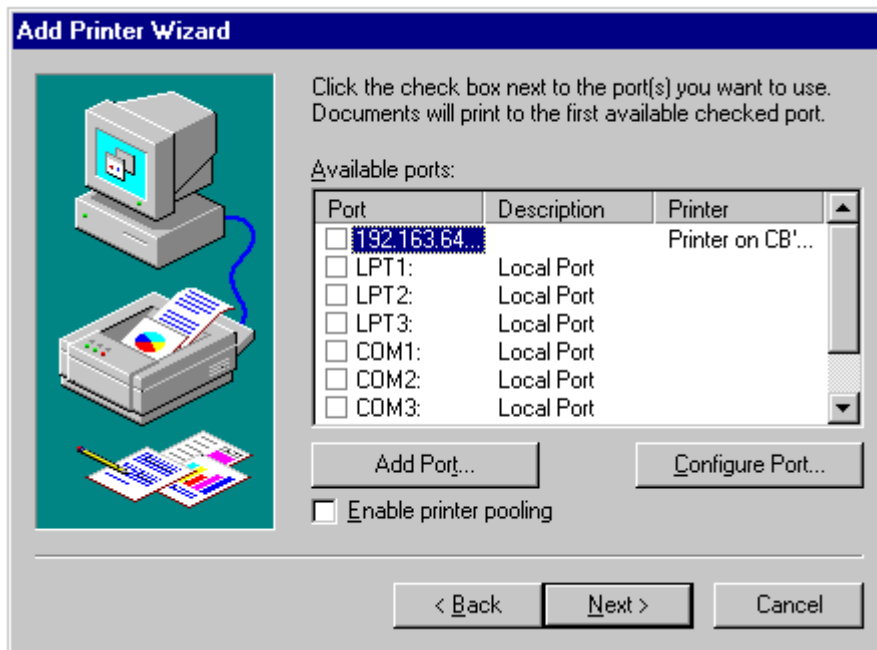 Add Printer Wizard
Click the check box next to the port(s) you want to use.
Documents will print to the first available checked port.
Available ports:
Port Description Printer
192.163.64... Printer on CB'...
LPT1: Local Port
LPT2: Local Port
LPT3: Local Port
COM1: Local Port
COM2: Local Port
COM3: Local Port
Add Port... Configure Port...
Enable printer pooling
< Back Next > Cancel